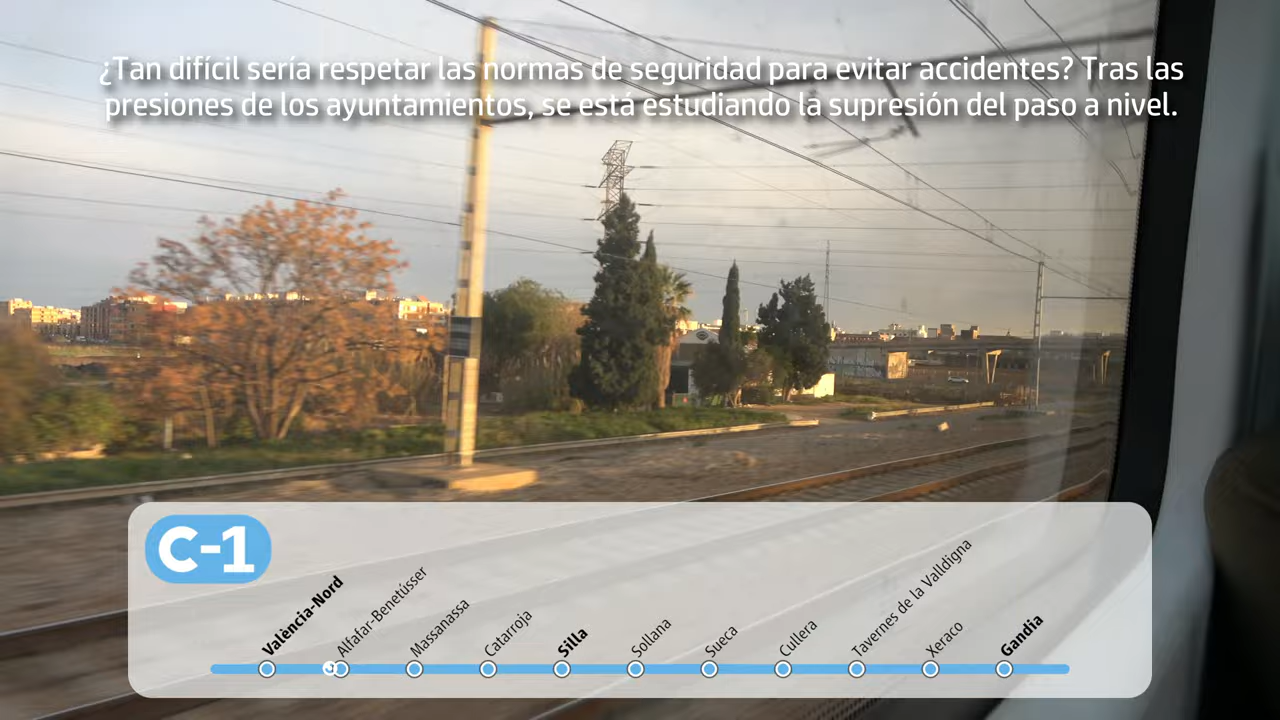 ¿Tan difícil sería respetar las normas de seguridad para evitar accidentes? Tras las
presiones de los ayuntamientos, se está estudiando la supresión del paso a nivel.
C-1
València-Nord
Alfafar-Benetússer
Massanassa
Catarroja
Silla
Sollana
Sueca
Cullera
Tavernes de la Valldigna
Xeraco
Gandia